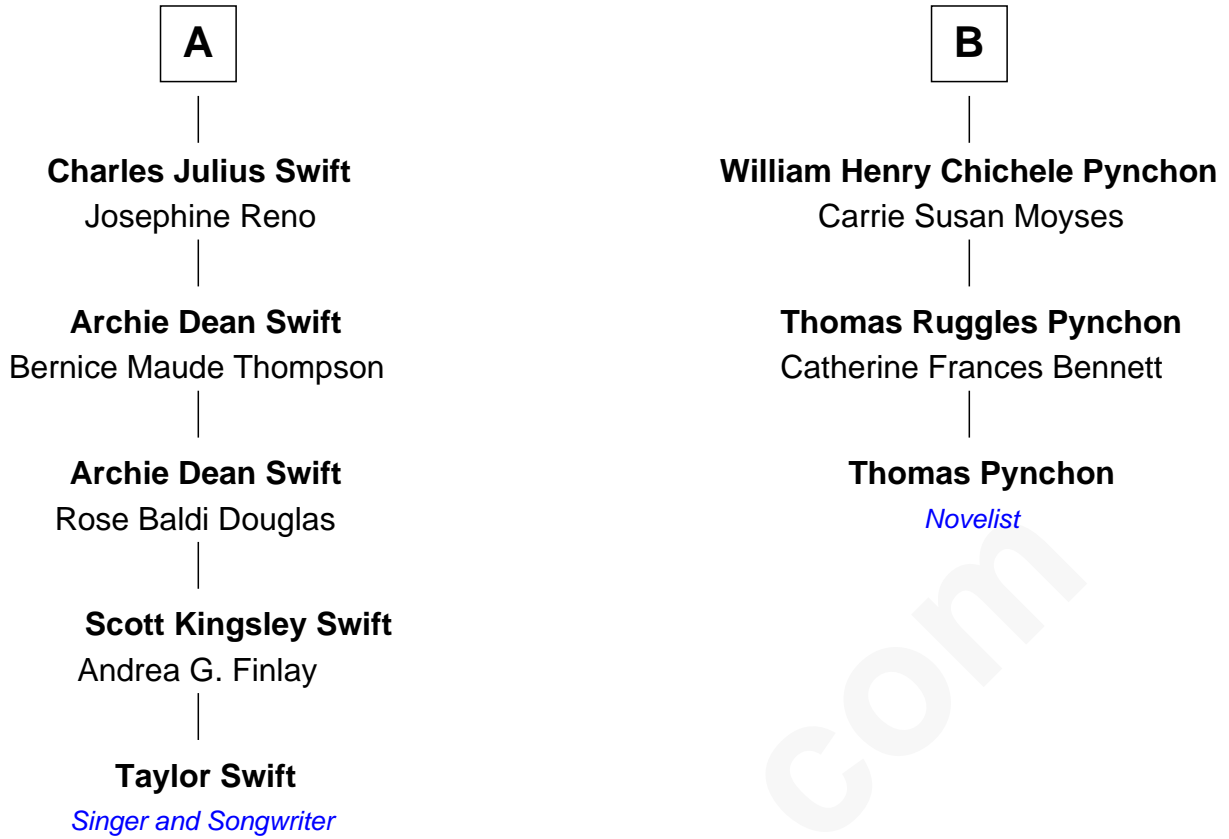 A
Charles Julius Swift
Josephine Reno
Archie Dean Swift
Bernice Maude Thompson
Archie Dean Swift
Rose Baldi Douglas
Scott Kingsley Swift
Andrea G. Finlay
Taylor Swift
Singer and Songwriter
B
William Henry Chichele Pynchon
Carrie Susan Moyses
Thomas Ruggles Pynchon
Catherine Frances Bennett
Thomas Pynchon
Novelist
com